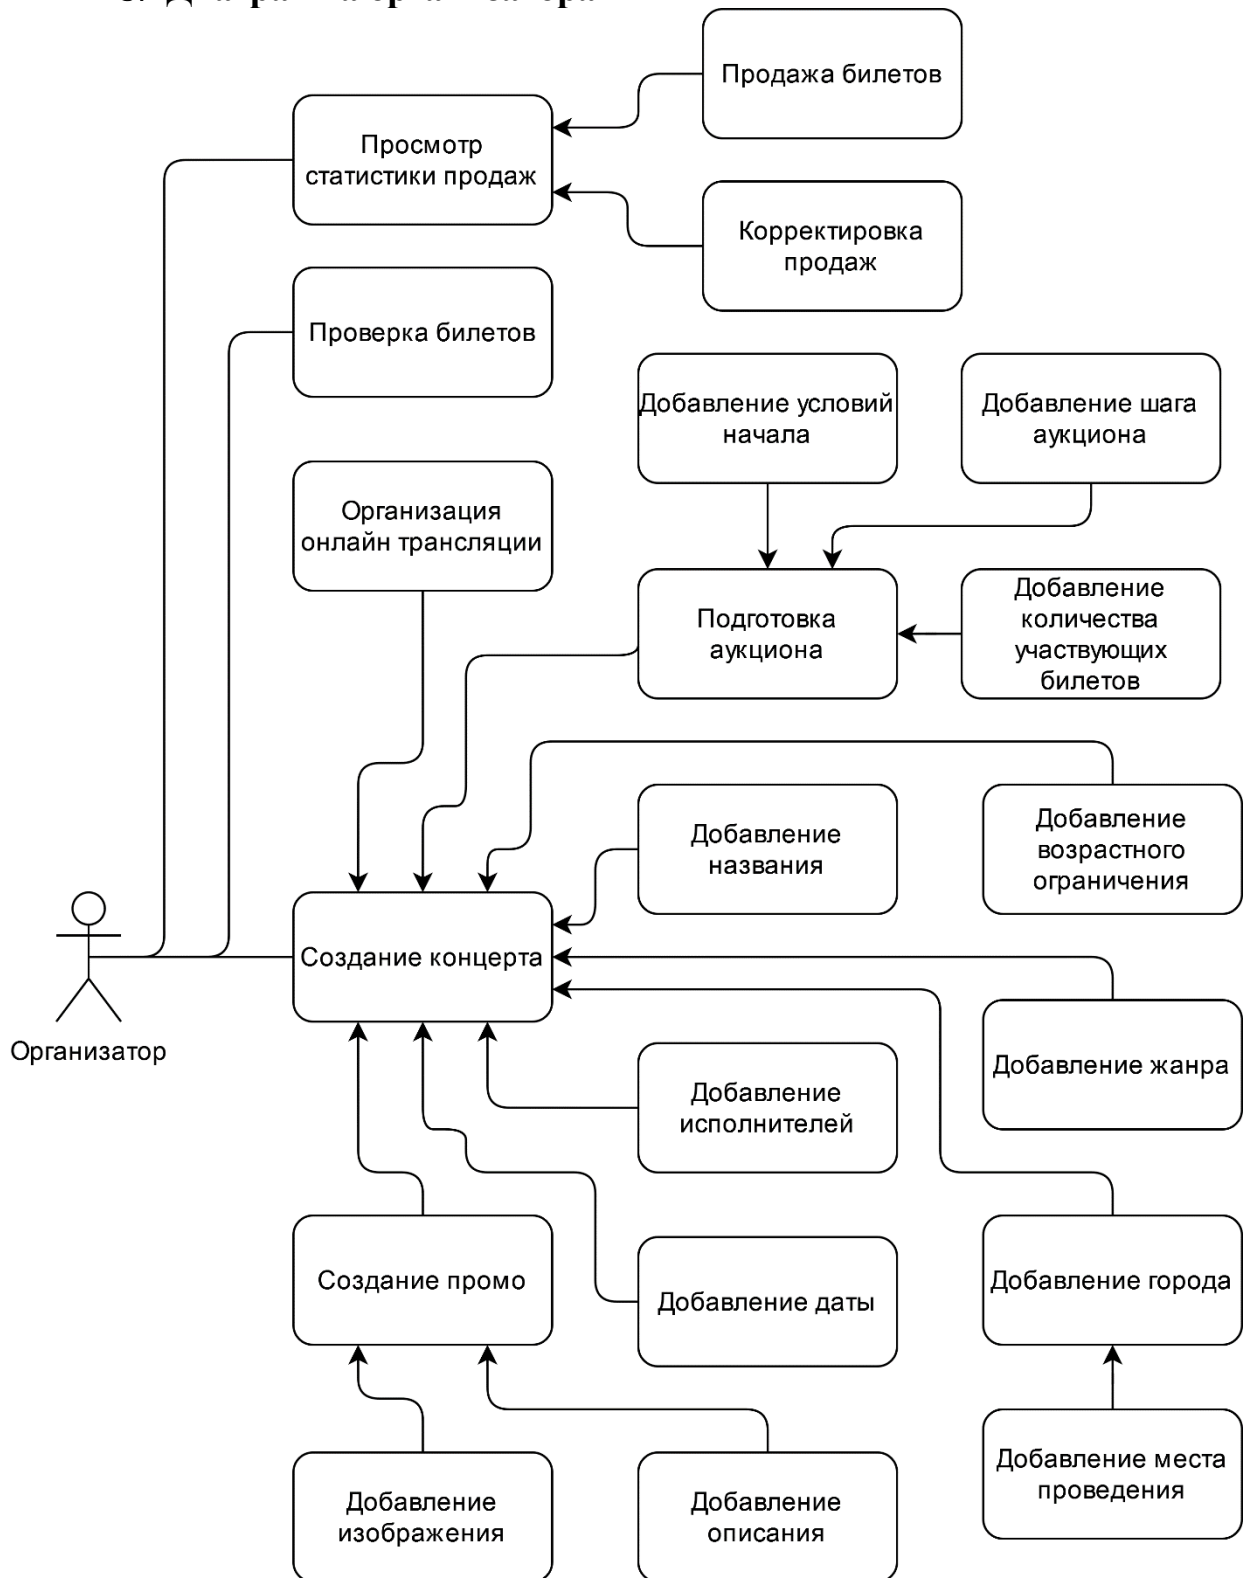 Продажа билетов
Просмотр
статистики продаж
Корректировка
продаж
Проверка билетов
Добавление условий
начала
Добавление шага
аукциона
Организация
онлайн трансляции
Подготовка
аукциона
Добавление
количества
участвующих
билетов
Добавление
названия
Добавление
возрастного
ограничения
Создание концерта
Организатор
Добавление жанра
Добавление
исполнителей
Создание промо
Добавление даты
Добавление города
Добавление изображения
Добавление
описания
Добавление места
проведения